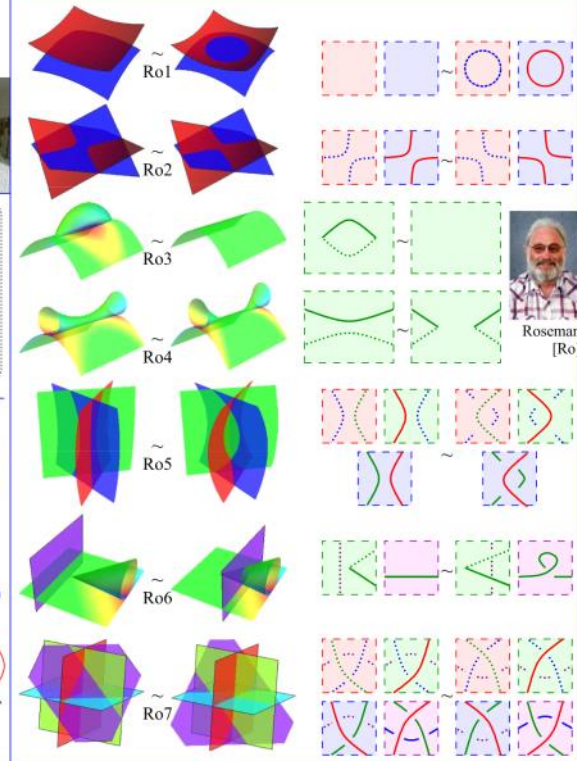 ~ ~
Ro1
~ ~
Ro2
~ ~
Ro3
~ ~
Ro4
Roseman
[Ro]
~ ~
Ro5
~ ~
Ro6
~ ~
Ro7